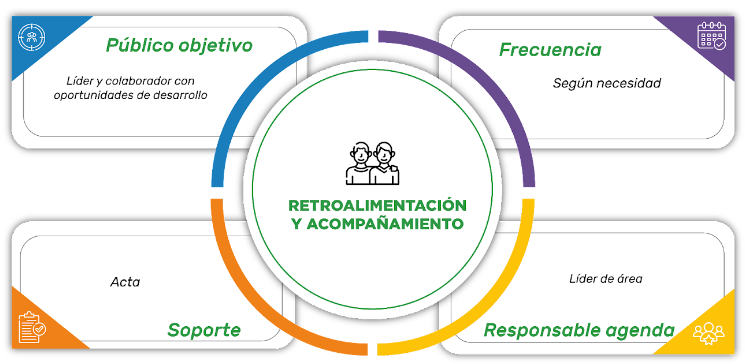 Público objetivo
Líder y colaborador con
oportunidades de desarrollo
Frecuencia
Según necesidad
RETROALIMENTACIÓN
Y ACOMPAÑAMIENTO
Acta
Soporte
Líder de área
Responsable agenda